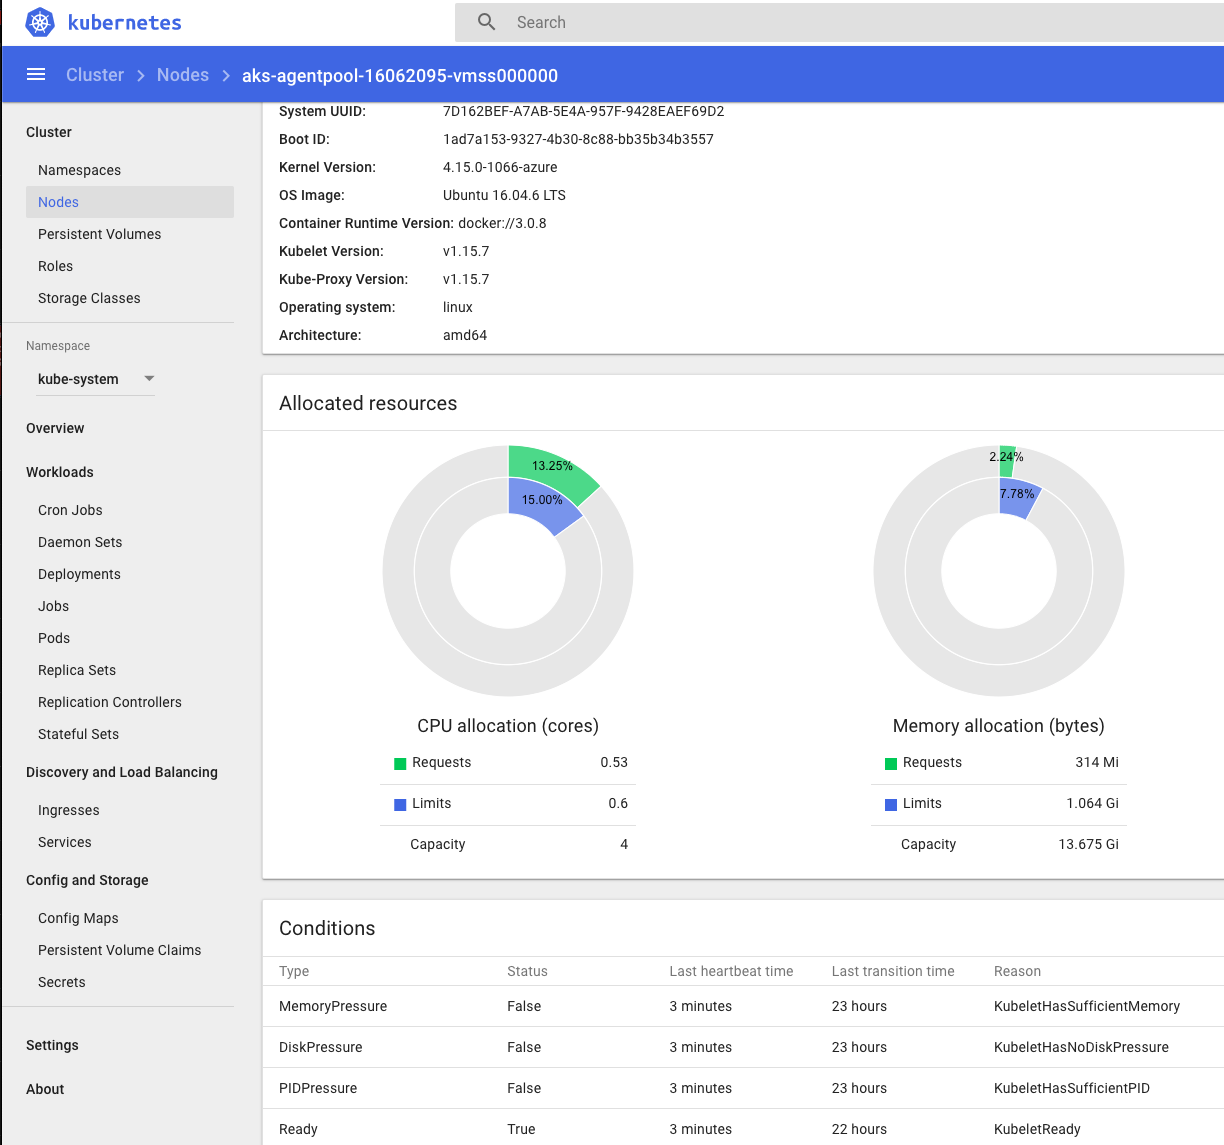 kubernetes
Search
Cluster > Nodes > aks-agentpool-16062095-vmss000000
Cluster
Namespaces
Nodes
Persistent Volumes
Roles
Storage Classes
Namespace
kube-system
Overview
Workloads
Cron Jobs
Daemon Sets
Deployments
Jobs
Pods
Replica Sets
Replication Controllers
Stateful Sets
Discovery and Load Balancing
Ingresses
Services
Config and Storage
Config Maps
Persistent Volume Claims
Secrets
Settings
About
System UUID: 7D162BEF-A7AB-5E4A-957F-9428EAEF69D2
Boot ID: 1ad7a153-9327-4b30-8c88-bb35b34b3557
Kernel Version: 4.15.0-1066-azure
OS Image: Ubuntu 16.04.6 LTS
Container Runtime Version: docker://3.0.8
Kubelet Version: v1.15.7
Kube-Proxy Version: v1.15.7
Operating system: linux
Architecture: amd64
Allocated resources
13.25%
15.00%
CPU allocation (cores)
Requests 0.53
Limits 0.6
Capacity 4
2.24%
7.78%
Memory allocation (bytes)
Requests 314 Mi
Limits 1.064 Gi
Capacity 13.675 Gi
Conditions
Type Status Last heartbeat time Last transition time Reason
MemoryPressure False 3 minutes 23 hours KubeletHasSufficientMemory
DiskPressure False 3 minutes 23 hours KubeletHasNoDiskPressure
PIDPressure False 3 minutes 23 hours KubeletHasSufficientPID
Ready True 3 minutes 22 hours KubeletReady